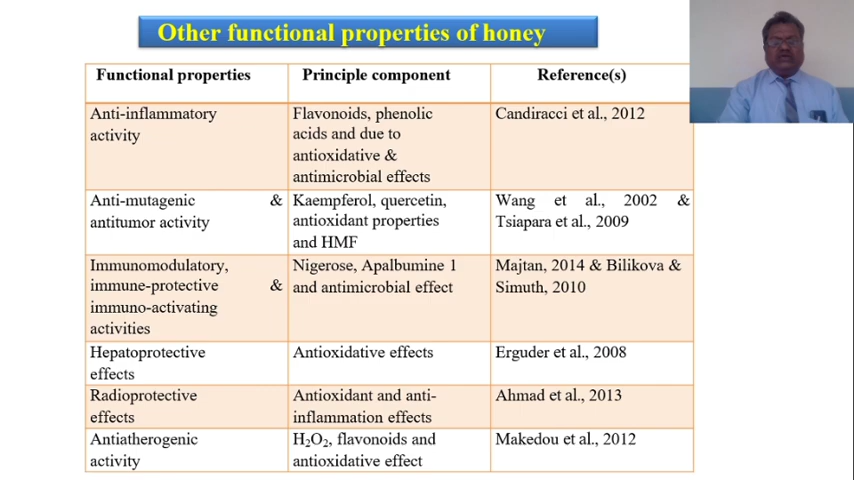 Other functional properties of honey
Functional properties
Principle component
Reference(s)
Anti-inflammatory
activity
Flavonoids, phenolic
acids and due to
antioxidative &
antimicrobial effects
Candiracci et al., 2012
Anti-mutagenic &
antitumor activity
Kaempferol, quercetin,
antioxidant properties
and HMF
Wang et al., 2002 &
Tsiapara et al., 2009
Immunomodulatory,
immune-protective &
immuno-activating
activities
Nigerose, Apalbumine 1
and antimicrobial effect
Majtan, 2014 & Bilikova &
Simuth, 2010
Hepatoprotective
effects
Antioxidative effects
Erguder et al., 2008
Radioprotective
effects
Antioxidant and anti-
inflammation effects
Ahmad et al., 2013
Antiatherogenic
activity
H₂O₂, flavonoids and
antioxidative effect
Makedou et al., 2012